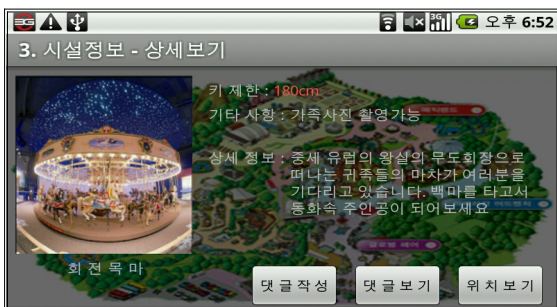 3G
오후 6:52
3. 시설정보 - 상세보기
키 제한 : 180cm
기타 사항 : 가족사진 촬영가능
상세 정보 : 중세 유럽의 왕실의 무도회장으로
떠나는 귀족들의 마차가 여러분을
기다리고 있습니다. 백마를 타고서
동화속 주인공이 되어보세요
회전목마
댓글작성
댓글보기
위치보기